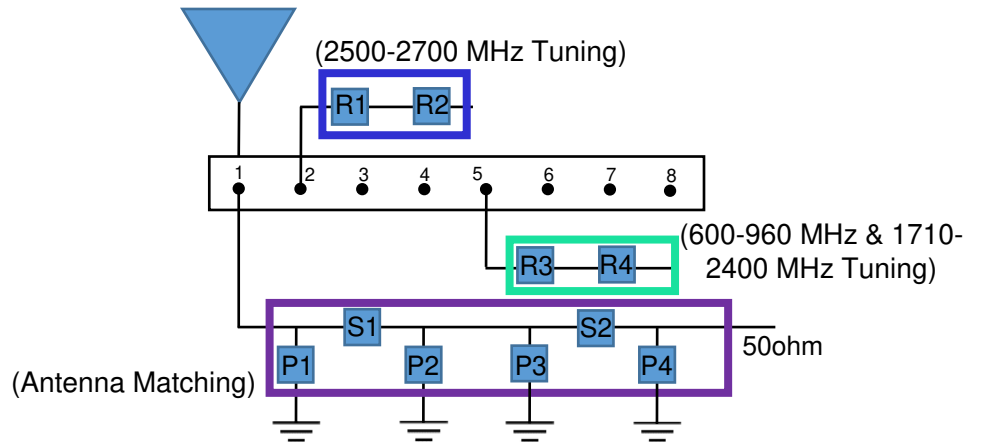 (2500-2700 MHz Tuning)
R1 R2
1 2 3 4 5 6 7 8
(600-960 MHz & 1710-
2400 MHz Tuning)
R3 R4
S1 S2
50ohm
P1 P2 P3 P4
(Antenna Matching)